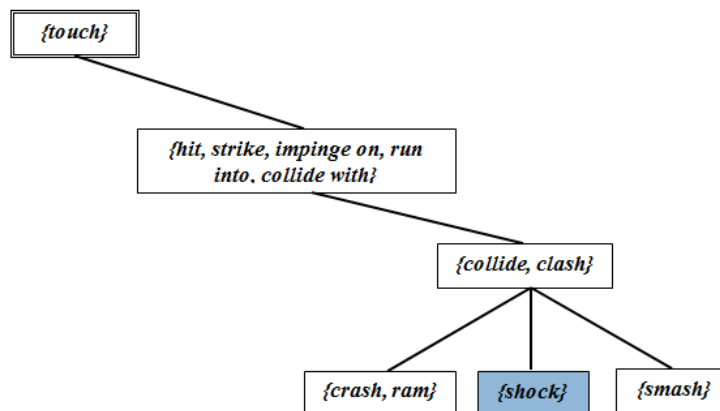 {touch}
{hit, strike, impinge on, run
into, collide with}
{collide, clash}
{crash, ram}
{shock}
{smash}